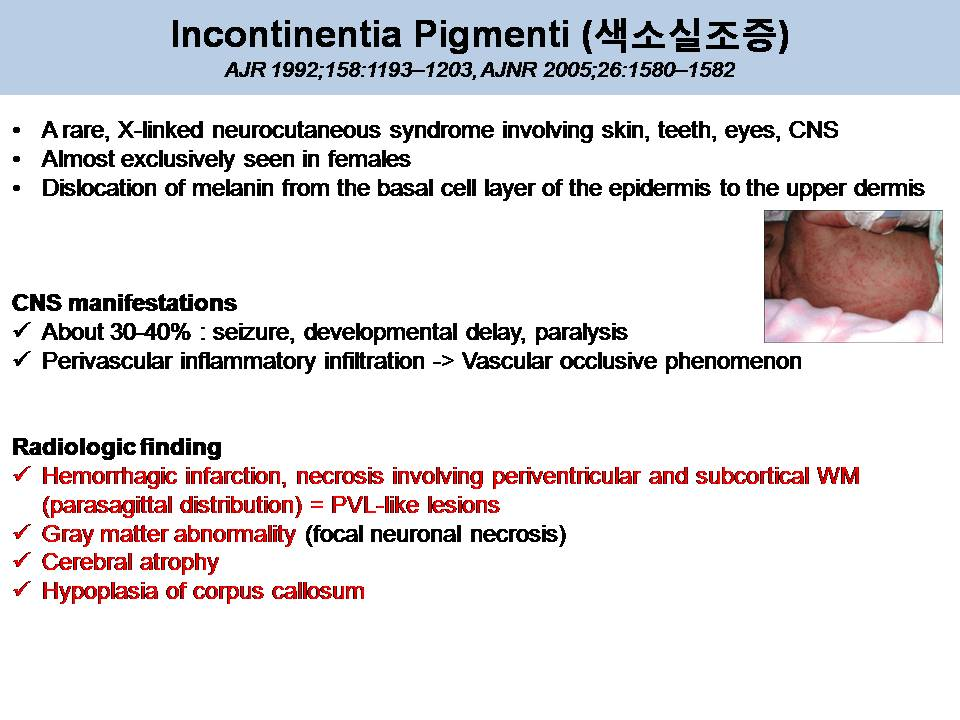 Incontinentia Pigmenti (색소실조증)
AJR 1992;158:1193–1203, AJNR 2005;26:1580–1582
• A rare, X-linked neurocutaneous syndrome involving skin, teeth, eyes, CNS
• Almost exclusively seen in females
• Dislocation of melanin from the basal cell layer of the epidermis to the upper dermis
CNS manifestations
✓ About 30-40% : seizure, developmental delay, paralysis
✓ Perivascular inflammatory infiltration -> Vascular occlusive phenomenon
Radiologic finding
✓ Hemorrhagic infarction, necrosis involving periventricular and subcortical WM
(parasagittal distribution) = PVL-like lesions
✓ Gray matter abnormality (focal neuronal necrosis)
✓ Cerebral atrophy
✓ Hypoplasia of corpus callosum